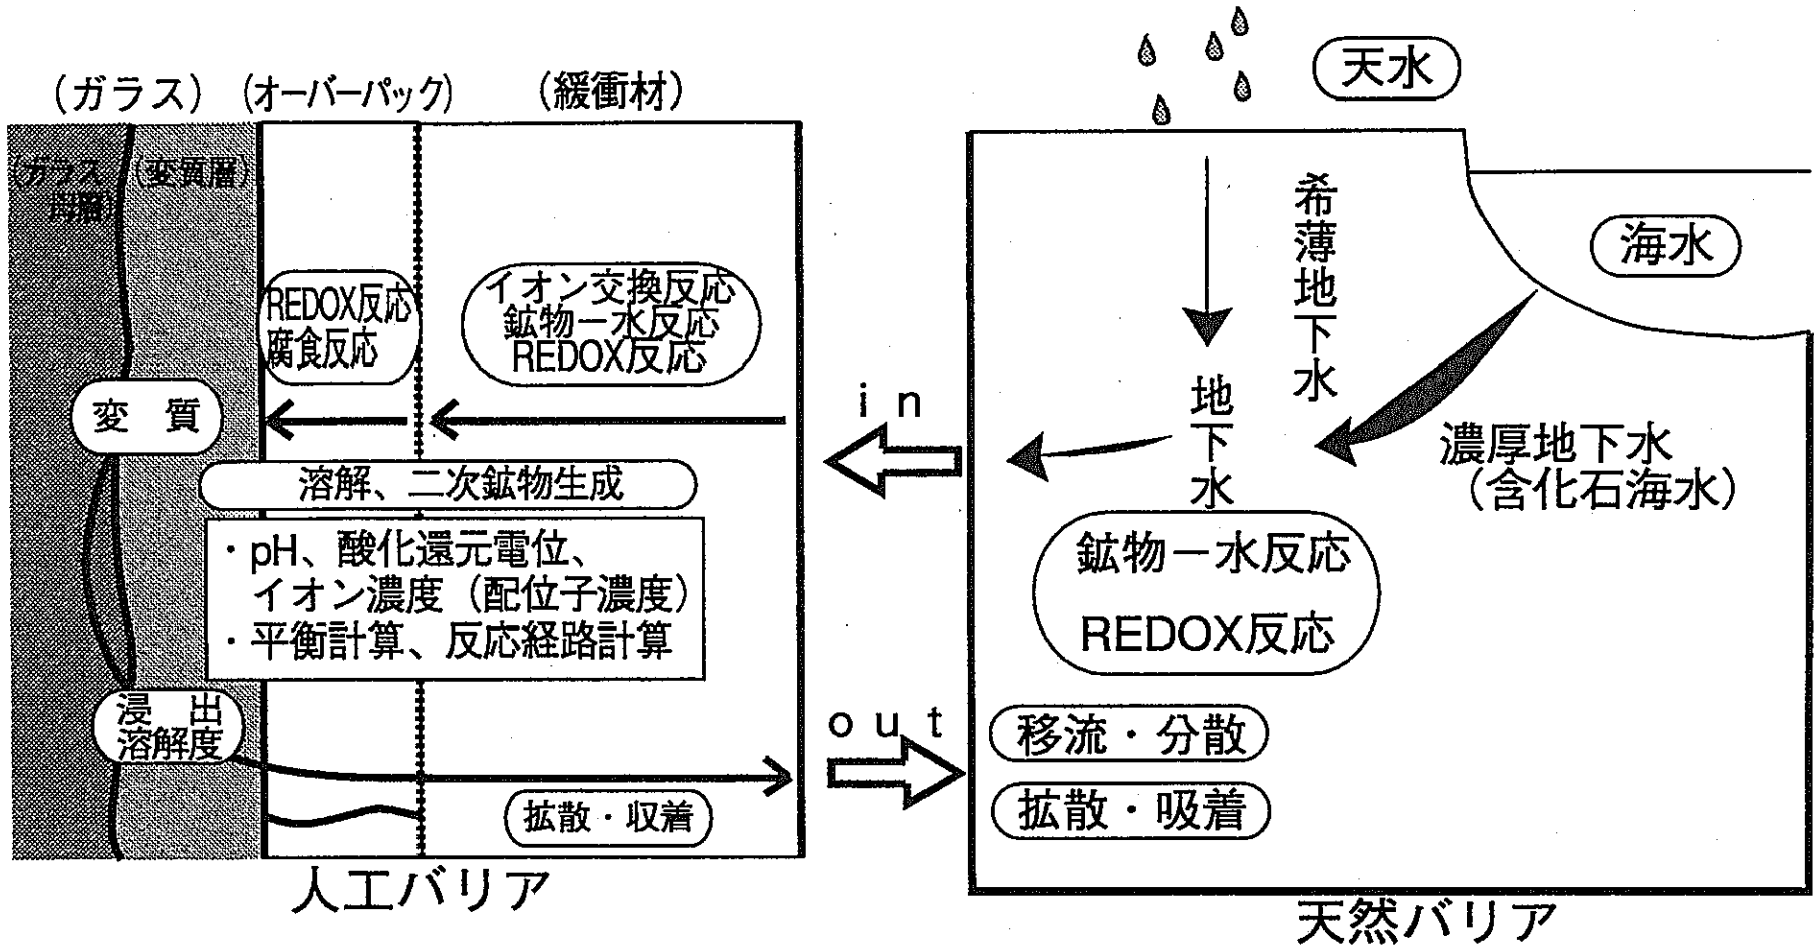 (ガラス)
(オーバーパック)
(緩衝材)
(ガラス
(変質層)
REDOX反応
腐食反応
イオン交換反応
鉱物－水反応
REDOX反応
変 質
溶解、二次鉱物生成
・pH、酸化還元電位、
イオン濃度（配位子濃度）
・平衡計算、反応経路計算
浸 出
溶解度
拡散・収着
人工バリア
in
out
天水
希薄地下水
海水
地下水
濃厚地下水
（含化石海水）
鉱物－水反応
REDOX反応
移流・分散
拡散・吸着
天然バリア